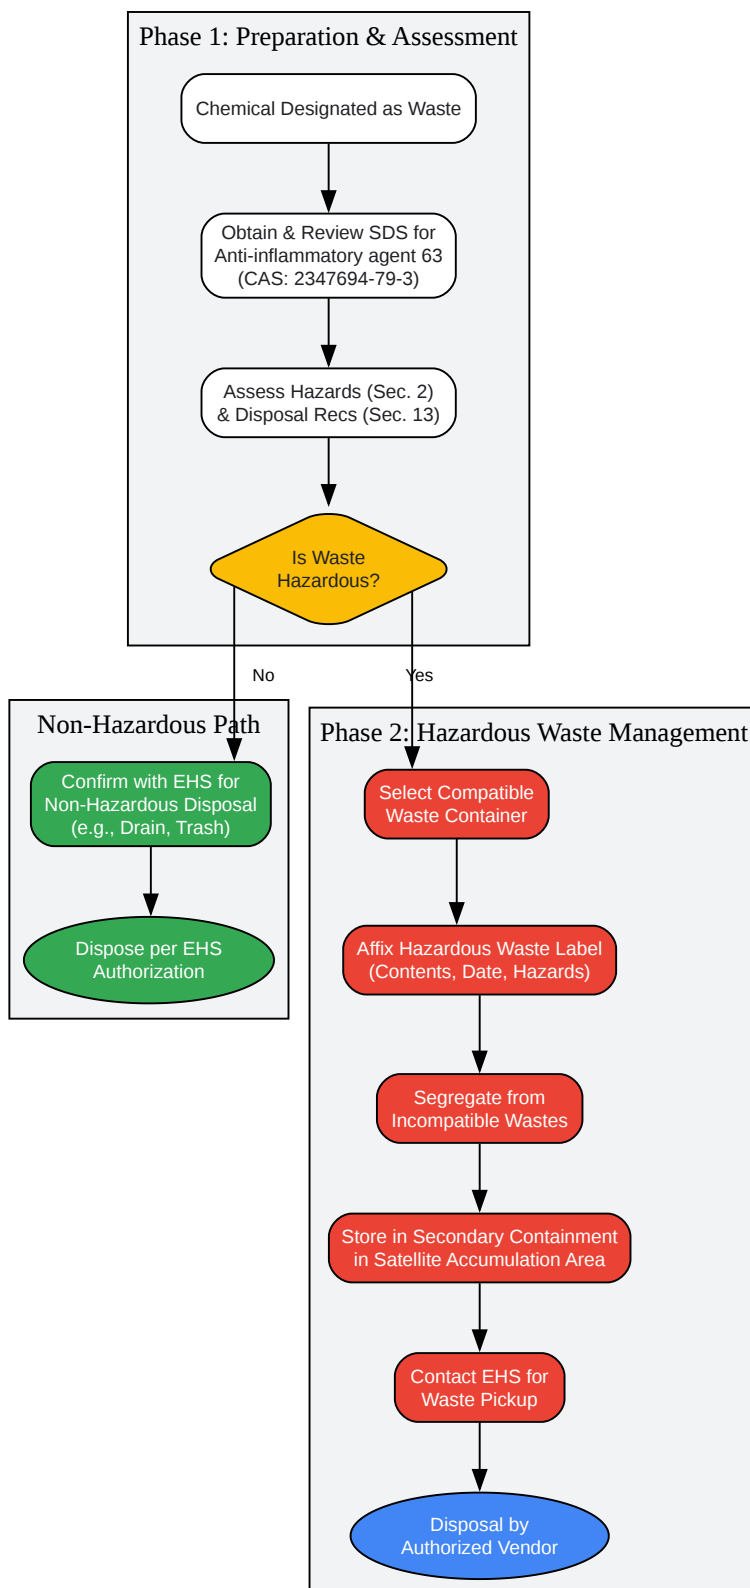 Phase 1: Preparation & Assessment
Chemical Designated as Waste
Obtain & Review SDS for
Anti-inflammatory agent 63
(CAS: 2347694-79-3)
Assess Hazards (Sec. 2)
& Disposal Recs (Sec. 13)
Is Waste
Hazardous?
No
Yes
Non-Hazardous Path
Confirm with EHS for
Non-Hazardous Disposal
(e.g., Drain, Trash)
Dispose per EHS
Authorization
Phase 2: Hazardous Waste Management
Select Compatible
Waste Container
Affix Hazardous Waste Label
(Contents, Date, Hazards)
Segregate from
Incompatible Wastes
Store in Secondary Containment
in Satellite Accumulation Area
Contact EHS for
Waste Pickup
Disposal by
Authorized Vendor